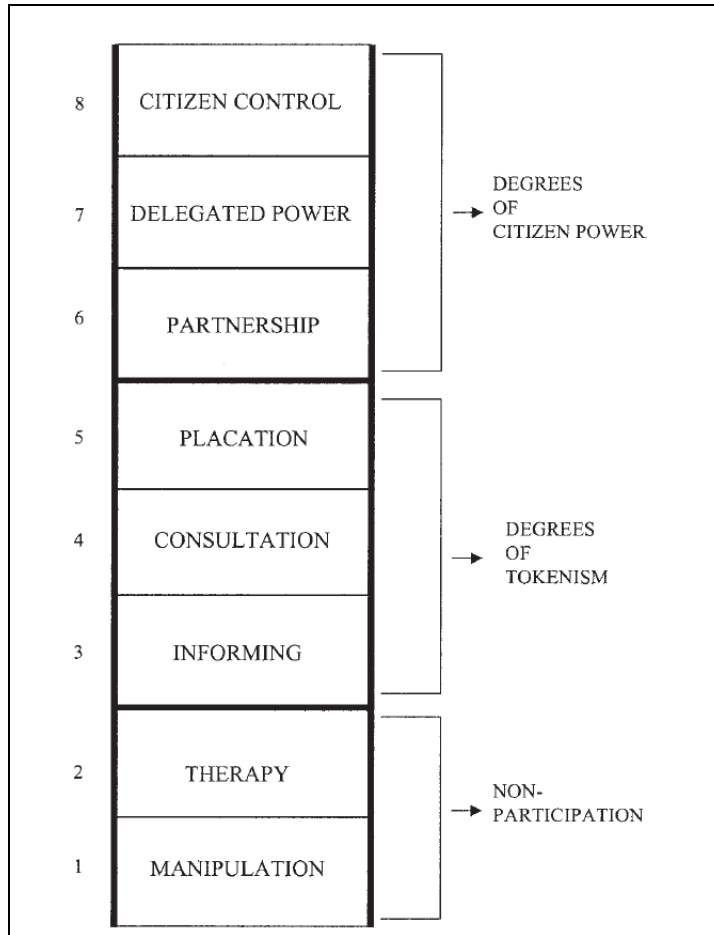 8 CITIZEN CONTROL
7 DELEGATED POWER
6 PARTNERSHIP
DEGREES
OF
CITIZEN POWER
5 PLACATION
4 CONSULTATION
3 INFORMING
DEGREES
OF
TOKENISM
2 THERAPY
1 MANIPULATION
NON-
PARTICIPATION